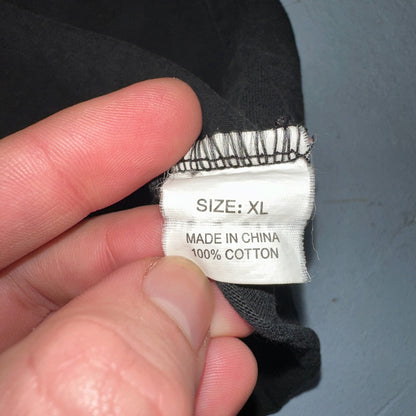 SIZE: XL
MADE IN CHINA
100% COTTON